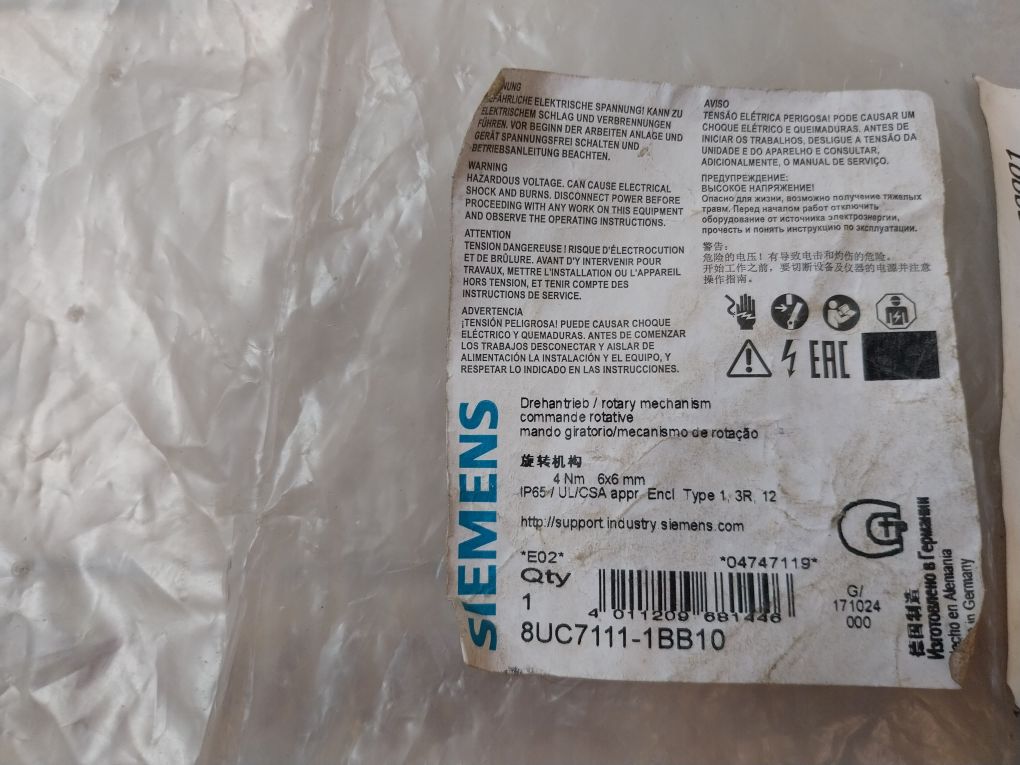 NUNG
EFÄHRLICHE ELEKTRISCHE SPANNUNG! KANN ZU
ELEKTRISCHEM SCHLAG UND VERBRENNUNGEN
FÜHREN. VOR BEGINN DER ARBEITEN ANLAGE UND
GERÄT SPANNUNGSFREI SCHALTEN UND
BETRIEBSANLEITUNG BEACHTEN.
WARNING
HAZARDOUS VOLTAGE. CAN CAUSE ELECTRICAL
SHOCK AND BURNS. DISCONNECT POWER BEFORE
PROCEEDING WITH ANY WORK ON THIS EQUIPMENT
AND OBSERVE THE OPERATING INSTRUCTIONS.
ATTENTION
TENSION DANGEREUSE ! RISQUE D'ÉLECTROCUTION
ET DE BRÛLURE. AVANT D'Y INTERVENIR POUR
TRAVAUX, METTRE L'INSTALLATION OU L'APPAREIL
HORS TENSION, ET TENIR COMPTE DES
INSTRUCTIONS DE SERVICE.
ADVERTENCIA
¡TENSIÓN PELIGROSA! PUEDE CAUSAR CHOQUE
ELÉCTRICO Y QUEMADURAS. ANTES DE COMENZAR
LOS TRABAJOS DESCONECTAR Y AISLAR DE
ALIMENTACIÓN LA INSTALACIÓN Y EL EQUIPO, Y
RESPETAR LO INDICADO EN LAS INSTRUCCIONES.
AVISO
TENSÃO ELÉTRICA PERIGOSA! PODE CAUSAR UM
CHOQUE ELÉTRICO E QUEIMADURAS. ANTES DE
INICIAR OS TRABALHOS, DESLIGUE A TENSÃO DA
UNIDADE E DO APARELHO E CONSULTAR,
ADICIONALMENTE, O MANUAL DE SERVIÇO.
ПРЕДУПРЕЖДЕНИЕ:
ВЫСОКОЕ НАПРЯЖЕНИЕ!
Опасно для жизни, возможно получение тяжелых
травм. Перед началом работ отключить
оборудование от источника электроэнергии,
прочесть и понять инструкцию по эксплуатации.
警告:
危险的电压! 有导致电击和灼伤的危险。
开始工作之前, 要切断设备及仪器的电源并注意
操作指南。
EAC
SIEMENS
Drehantrieb / rotary mechanism
commande rotative
mando giratorio/mecanismo de rotação
旋转机构
4 Nm 6x6 mm
IP65 / UL/CSA appr Encl Type 1, 3R, 12
http://support.industry.siemens.com
*E02* *04747119*
Qty
1
4 011209 681446
8UC7111-1BB10
G/
171024
000
德国制造
Изготовлено в Германии
echo en Alemania
in Germany